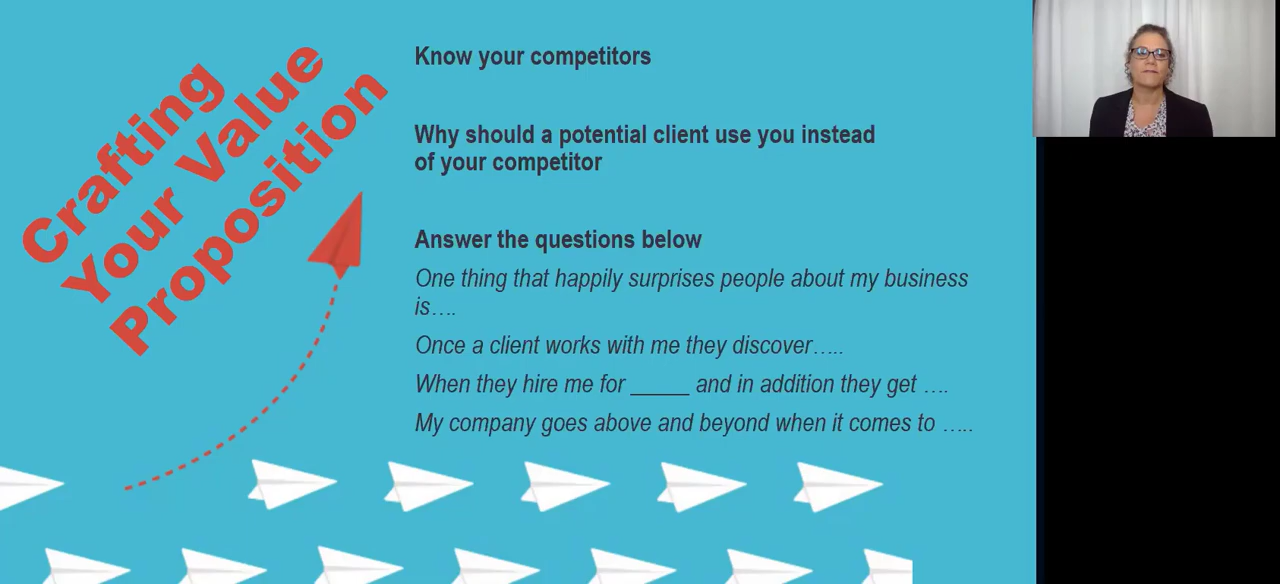 Crafting
Your Value
Proposition
Know your competitors
Why should a potential client use you instead
of your competitor
Answer the questions below
One thing that happily surprises people about my business
is….
Once a client works with me they discover…..
When they hire me for _____ and in addition they get ….
My company goes above and beyond when it comes to …..